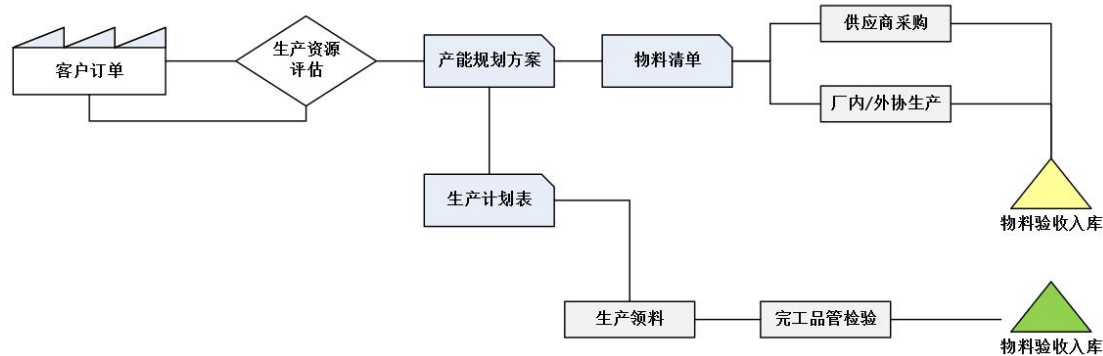 供应商采购
客户订单
生产资源
评估
产能规划方案
物料清单
厂内/外协生产
生产计划表
物料验收入库
生产领料
完工品管检验
物料验收入库